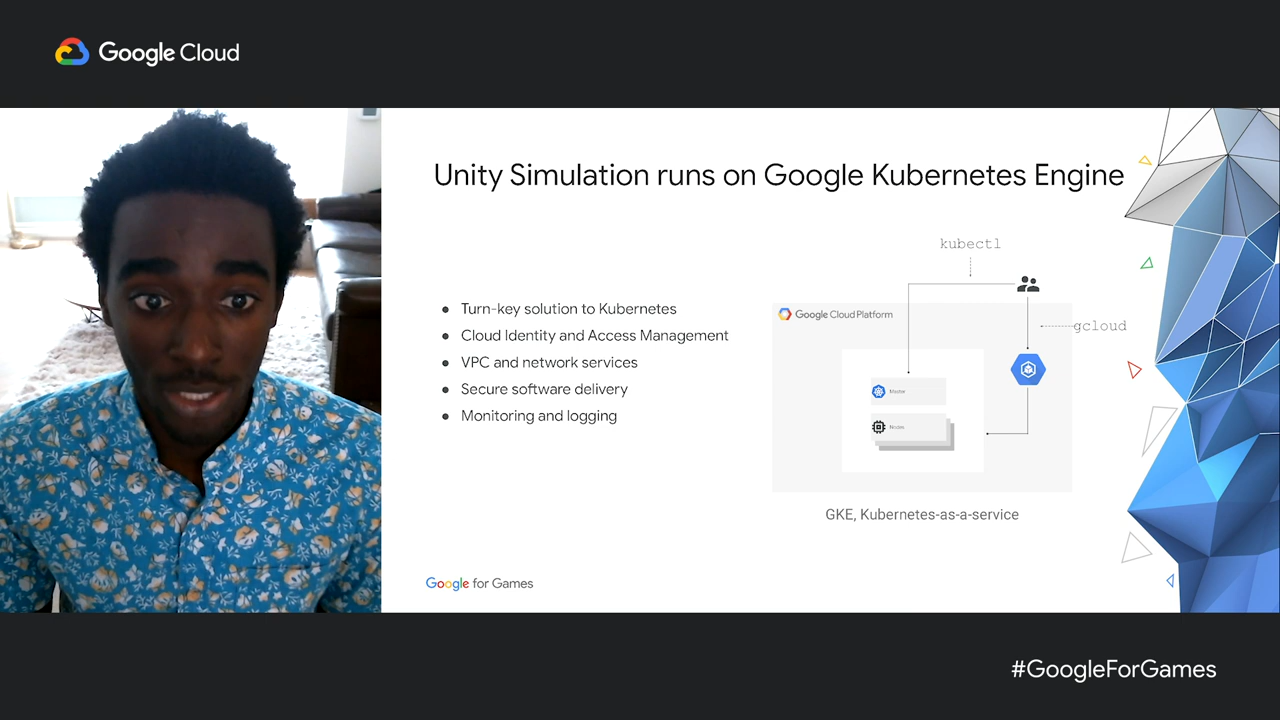 Google Cloud
Unity Simulation runs on Google Kubernetes Engine
kubectl
● Turn-key solution to Kubernetes
● Cloud Identity and Access Management
● VPC and network services
● Secure software delivery
● Monitoring and logging
Google Cloud Platform
gcloud
Master
Nodes
GKE, Kubernetes-as-a-service
Google for Games
#GoogleForGames